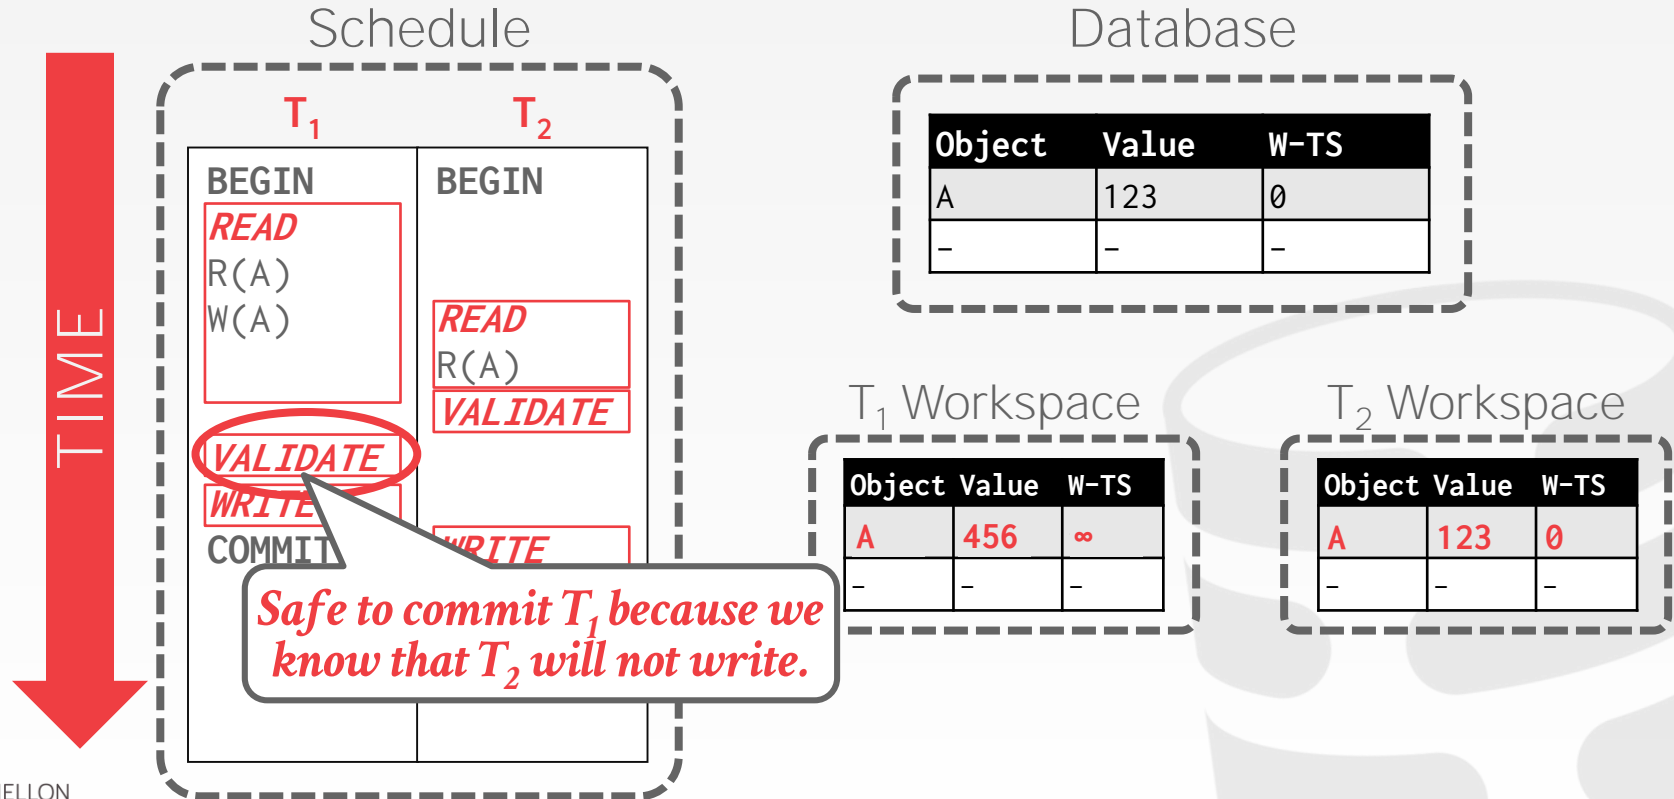 Schedule
Database
TIME
T1 T2
BEGIN BEGIN
READ
R(A)
W(A) READ
R(A)
VALIDATE
VALIDATE
WRITE
COMMIT WRITE
Safe to commit T1 because we
know that T2 will not write.
Object Value W-TS
A 123 0
- - -
T1 Workspace
Object Value W-TS
A 456 ∞
- - -
T2 Workspace
Object Value W-TS
A 123 0
- - -
MELLON